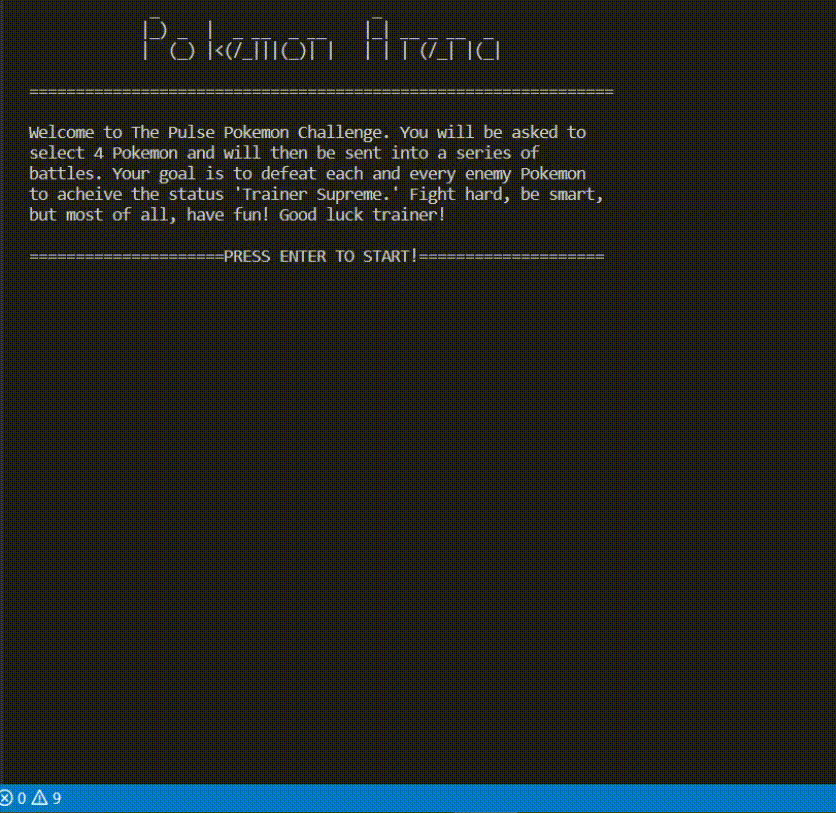 Pokemon Arena
===============================================================
Welcome to The Pulse Pokemon Challenge. You will be asked to
select 4 Pokemon and will then be sent into a series of
battles. Your goal is to defeat each and every enemy Pokemon
to acheive the status 'Trainer Supreme.' Fight hard, be smart,
but most of all, have fun! Good luck trainer!
=====================PRESS ENTER TO START!====================
0 9